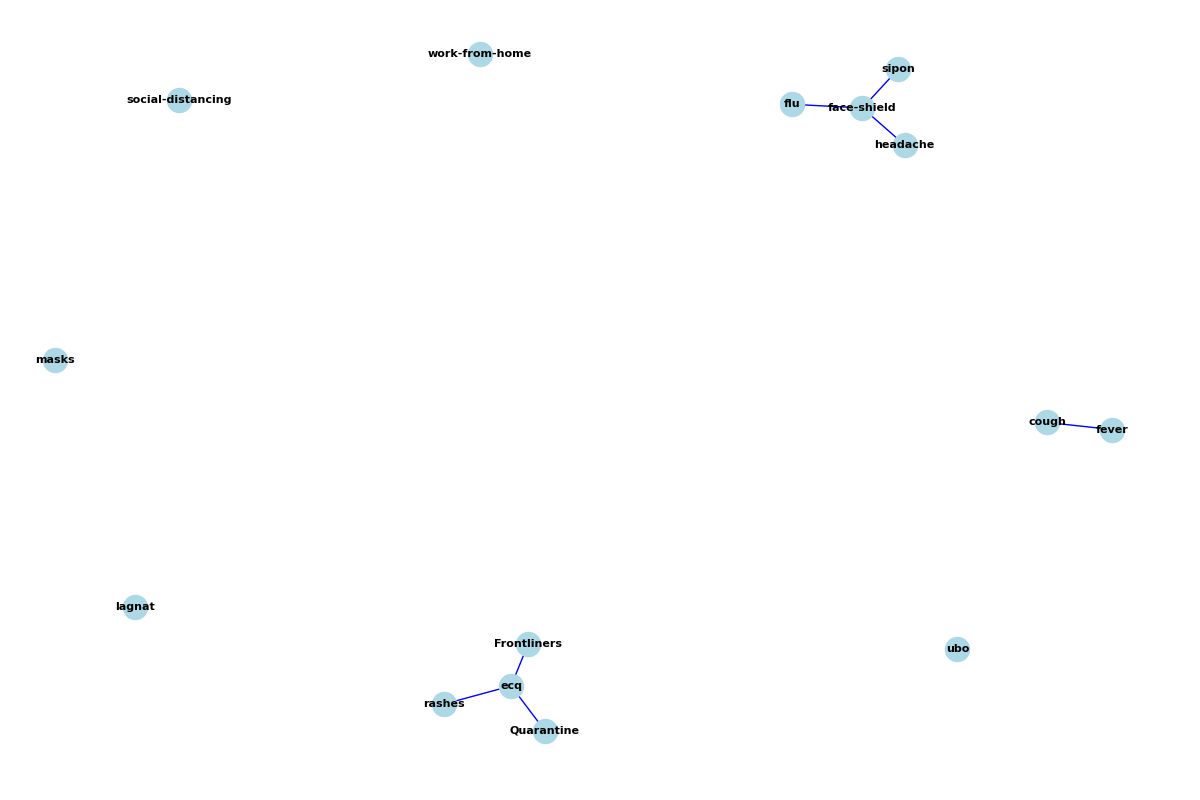 work-from-home
sipon
social-distancing
flu
face-shield
headache
masks
cough
fever
lagnat
Frontliners
ubo
ecq
rashes
Quarantine